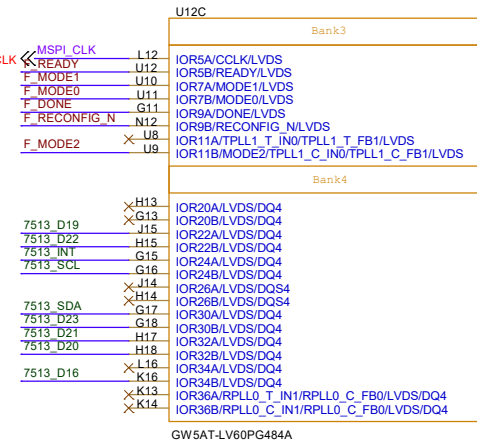 U12C
Bank3
CLK
MSPI_CLK L12 IOR5A/CCLK/LVDS
F_READY U12 IOR5B/READY/LVDS
F_MODE1 U10 IOR7A/MODE1/LVDS
F_MODE0 U11 IOR7B/MODE0/LVDS
F_DONE G11 IOR9A/DONE/LVDS
F_RECONFIG_N N12 IOR9B/RECONFIG_N/LVDS
U8 IOR11A/TPLL1_T_IN0/TPLL1_T_FB1/LVDS
F_MODE2 U9 IOR11B/MODE2/TPLL1_C_IN0/TPLL1_C_FB1/LVDS
Bank4
H13 IOR20A/LVDS/DQ4
G13 IOR20B/LVDS/DQ4
7513_D19 J15 IOR22A/LVDS/DQ4
7513_D22 H15 IOR22B/LVDS/DQ4
7513_INT G15 IOR24A/LVDS/DQ4
7513_SCL G16 IOR24B/LVDS/DQ4
J14 IOR26A/LVDS/DQS4
H14 IOR26B/LVDS/DQS4
7513_SDA G17 IOR30A/LVDS/DQ4
7513_D23 G18 IOR30B/LVDS/DQ4
7513_D21 H17 IOR32A/LVDS/DQ4
7513_D20 H18 IOR32B/LVDS/DQ4
L16 IOR34A/LVDS/DQ4
7513_D16 K16 IOR34B/LVDS/DQ4
K13 IOR36A/RPLL0_T_IN1/RPLL0_C_FB0/LVDS/DQ4
K14 IOR36B/RPLL0_C_IN1/RPLL0_C_FB0/LVDS/DQ4
GW5AT-LV60PG484A